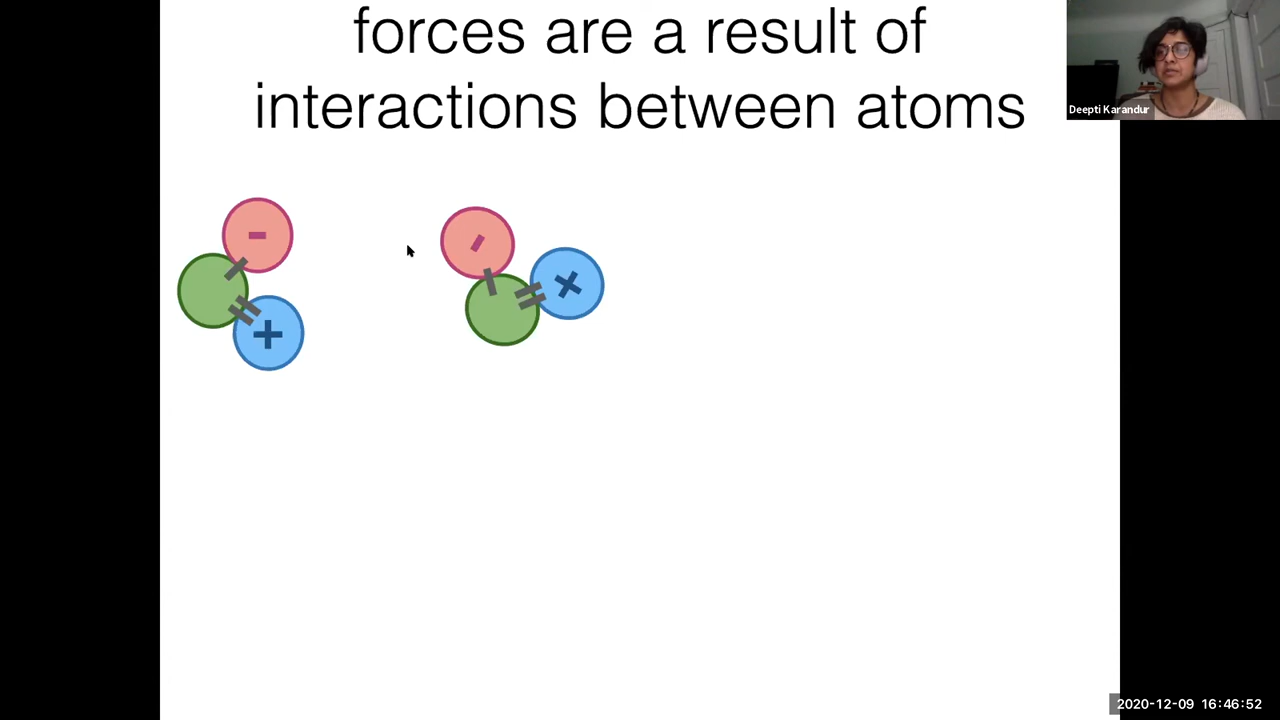 forces are a result of
interactions between atoms
Deepti Karandur
-
-
+
+
2020-12-09 16:46:52